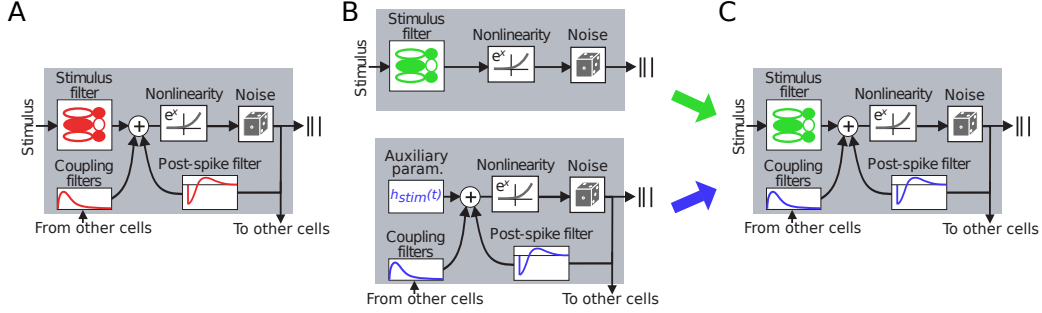 A
Stimulus
Stimulus
filter
Nonlinearity
e^x
Noise
Coupling
filters
Post-spike filter
From other cells
To other cells
B
Stimulus
Stimulus
filter
Nonlinearity
e^x
Noise
Auxiliary
param.
h_stim(t)
Nonlinearity
e^x
Noise
Coupling
filters
Post-spike filter
From other cells
To other cells
C
Stimulus
Stimulus
filter
Nonlinearity
e^x
Noise
Coupling
filters
Post-spike filter
From other cells
To other cells